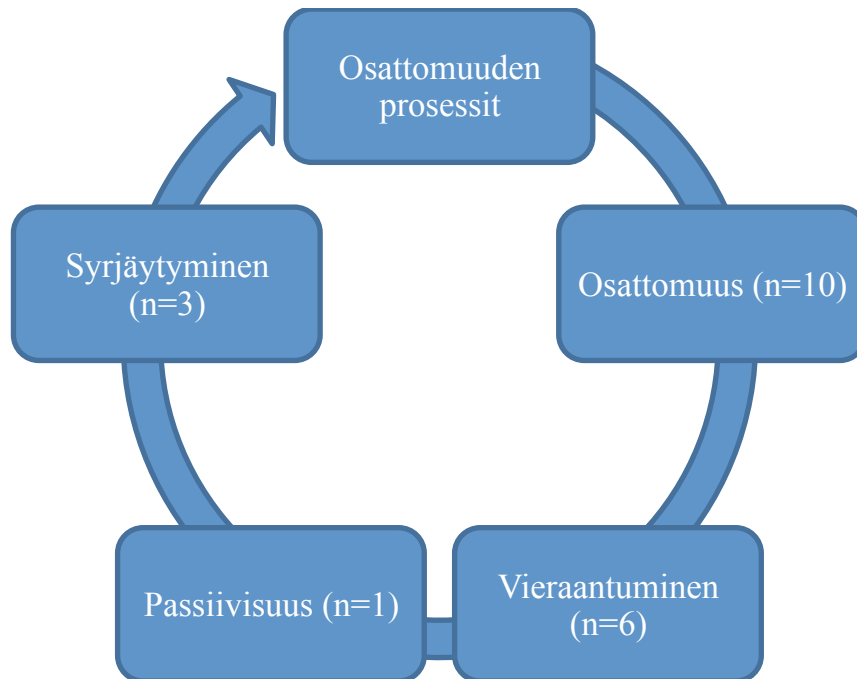 Osattomuuden
prosessit
Osattomuus (n=10)
Vieraantuminen
(n=6)
Passiivisuus (n=1)
Syrjäytyminen
(n=3)